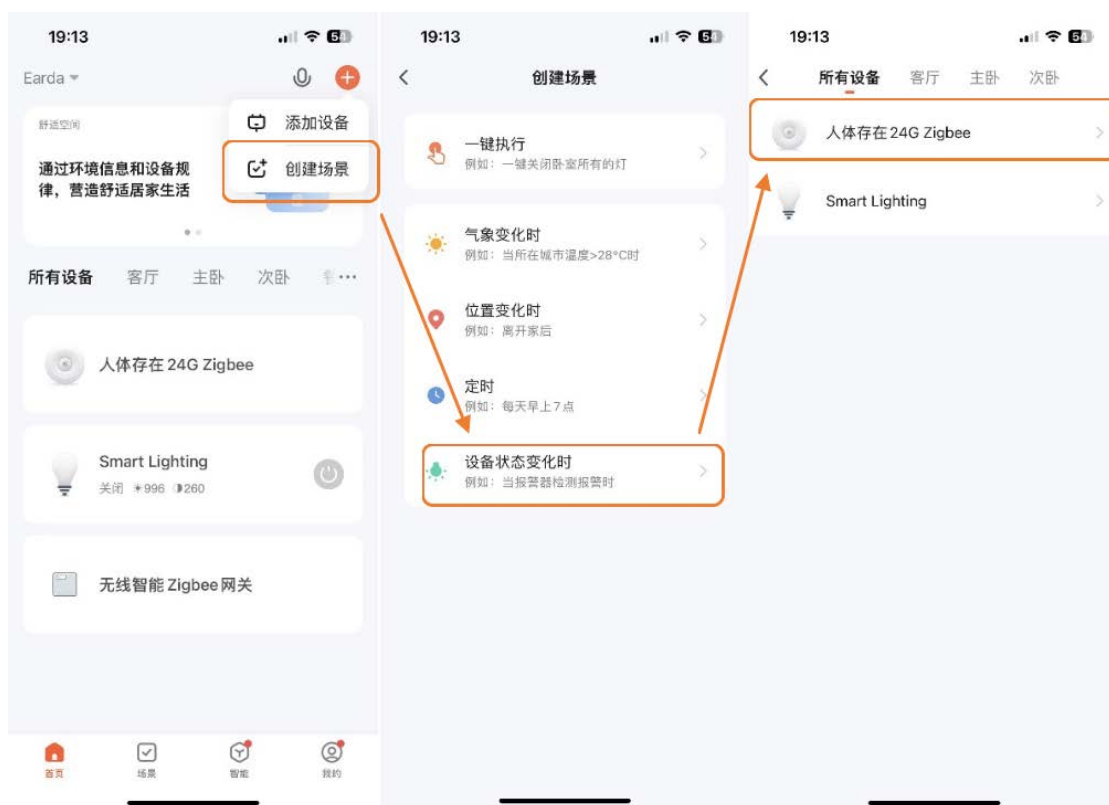 19:13
54
Earda
添加设备
创建场景
舒适空间
通过环境信息和设备规
律，营造舒适居家生活
所有设备 客厅 主卧 次卧
人体存在 24G Zigbee
Smart Lighting
关闭 996 260
无线智能 Zigbee 网关
首页 场景 智能 我的
19:13
54
创建场景
一键执行
例如：一键关闭卧室所有的灯
气象变化时
例如：当所在城市温度>28°C时
位置变化时
例如：离开家后
定时
例如：每天早上7点
设备状态变化时
例如：当报警器检测报警时
19:13
54
所有设备 客厅 主卧 次卧
人体存在 24G Zigbee
Smart Lighting